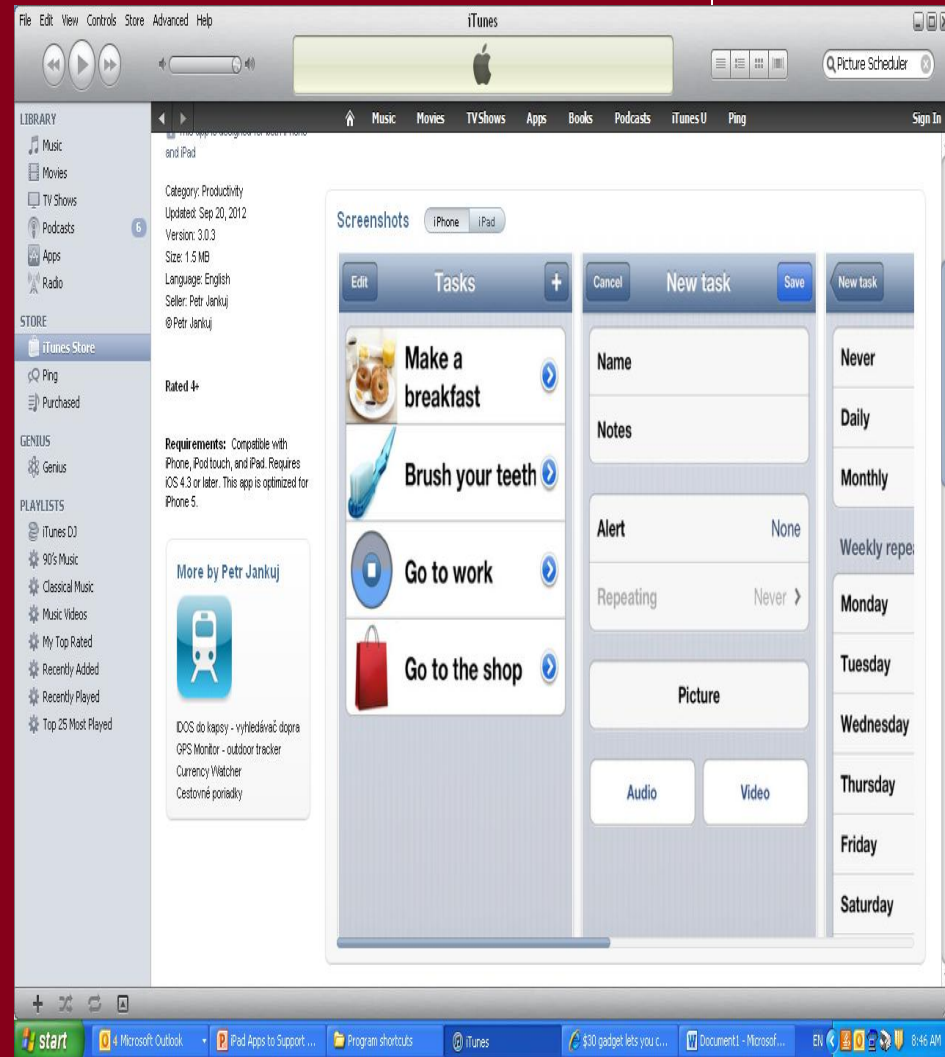 File Edit View Controls Store Advanced Help
iTunes
Picture Scheduler
LIBRARY
Music
Movies
TV Shows
Podcasts 6
Apps
Radio
STORE
iTunes Store
Ping
Purchased
GENIUS
Genius
PLAYLISTS
iTunes DJ
90's Music
Classical Music
Music Videos
My Top Rated
Recently Added
Recently Played
Top 25 Most Played
Music Movies TV Shows Apps Books Podcasts iTunes U Ping Sign In
This app is designed for both iPhone
and iPad
Category: Productivity
Updated: Sep 20, 2012
Version: 3.0.3
Size: 1.5 MB
Language: English
Seller: Petr Jankuj
© Petr Jankuj
Rated 4+
Requirements: Compatible with
iPhone, iPod touch, and iPad. Requires
iOS 4.3 or later. This app is optimized for
iPhone 5.
More by Petr Jankuj
IDOS do kapsy - vyhledávač dopra
GPS Monitor - outdoor tracker
Currency Watcher
Cestovné poriadky
Screenshots iPhone iPad
Edit Tasks +
Make a
breakfast
Brush your teeth
Go to work
Go to the shop
Cancel New task Save
Name
Notes
Alert None
Repeating Never
Picture
Audio Video
New task
Never
Daily
Monthly
Weekly repea
Monday
Tuesday
Wednesday
Thursday
Friday
Saturday
start 4 Microsoft Outlook iPad Apps to Support ... Program shortcuts iTunes $30 gadget lets you c... Document1 - Microsof... EN 8:46 AM